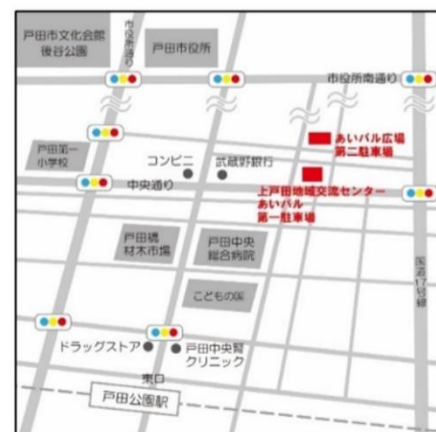 戸田市文化会館
後谷公園
市役所通り
戸田市役所
市役所南通り
あいパル広場
第二駐車場
戸田第一
小学校
コンビニ
武蔵野銀行
中央通り
上戸田地域交流センター
あいパル
第一駐車場
戸田橋
材木市場
戸田中央
総合病院
国道17号線
こどもの国
ドラッグストア
戸田中央腎
クリニック
東口
戸田公園駅